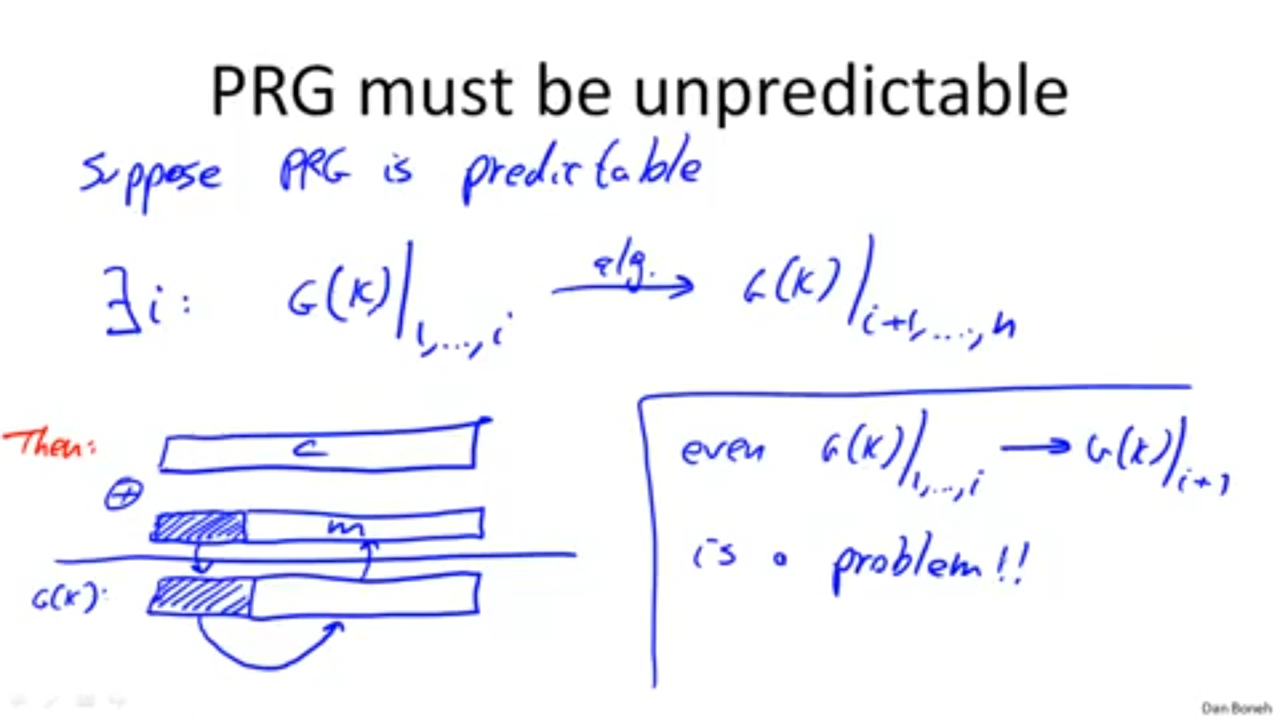 PRG must be unpredictable
Suppose PRG is predictable
∃i: G(K)|1,...,i alg. → G(K)|i+1,...,n
Then:
c
⊕
m
G(K):
even G(K)|1,...,i → G(K)|i+1
is a problem!!
Dan Boneh